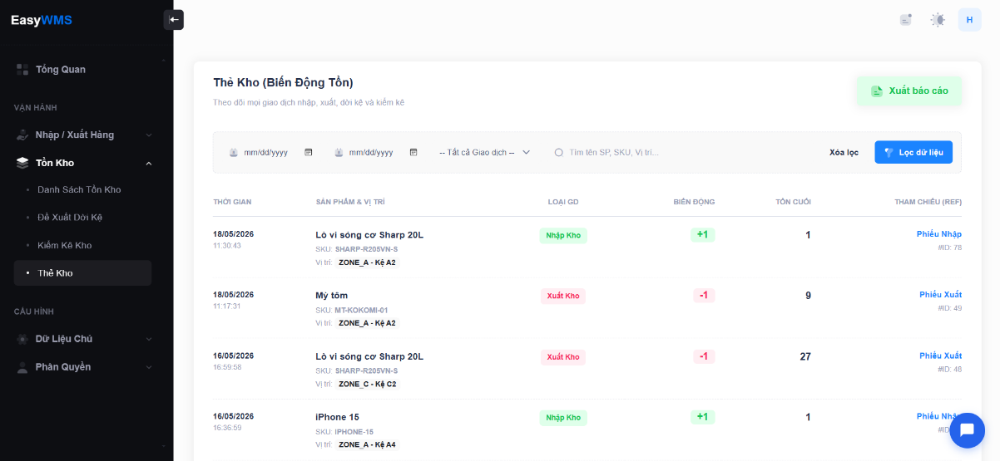 EasyWMS
H
Tổng Quan
VẬN HÀNH
Nhập / Xuất Hàng
Tồn Kho
Danh Sách Tồn Kho
Đề Xuất Dời Kệ
Kiểm Kê Kho
Thẻ Kho
CẤU HÌNH
Dữ Liệu Chủ
Phân Quyền
Thẻ Kho (Biến Động Tồn)
Theo dõi mọi giao dịch nhập, xuất, dời kệ và kiểm kê
Xuất báo cáo
mm/dd/yyyy mm/dd/yyyy -- Tất cả Giao dịch -- Tìm tên SP, SKU, Vị trí... Xóa lọc Lọc dữ liệu
THỜI GIAN SẢN PHẨM & VỊ TRÍ LOẠI GD BIẾN ĐỘNG TỒN CUỐI THAM CHIẾU (REF)
18/05/2026 Lò vi sóng cơ Sharp 20L Nhập Kho +1 1 Phiếu Nhập
11:30:43 SKU: SHARP-R205VN-S #ID: 78
Vị trí: ZONE_A - Kệ A2
18/05/2026 Mỳ tôm Xuất Kho -1 9 Phiếu Xuất
11:17:31 SKU: MT-KOKOMI-01 #ID: 49
Vị trí: ZONE_A - Kệ A2
16/05/2026 Lò vi sóng cơ Sharp 20L Xuất Kho -1 27 Phiếu Xuất
16:59:58 SKU: SHARP-R205VN-S #ID: 48
Vị trí: ZONE_C - Kệ C2
16/05/2026 iPhone 15 Nhập Kho +1 1 Phiếu Nhập
16:36:59 SKU: IPHONE-15 #ID:
Vị trí: ZONE_A - Kệ A4